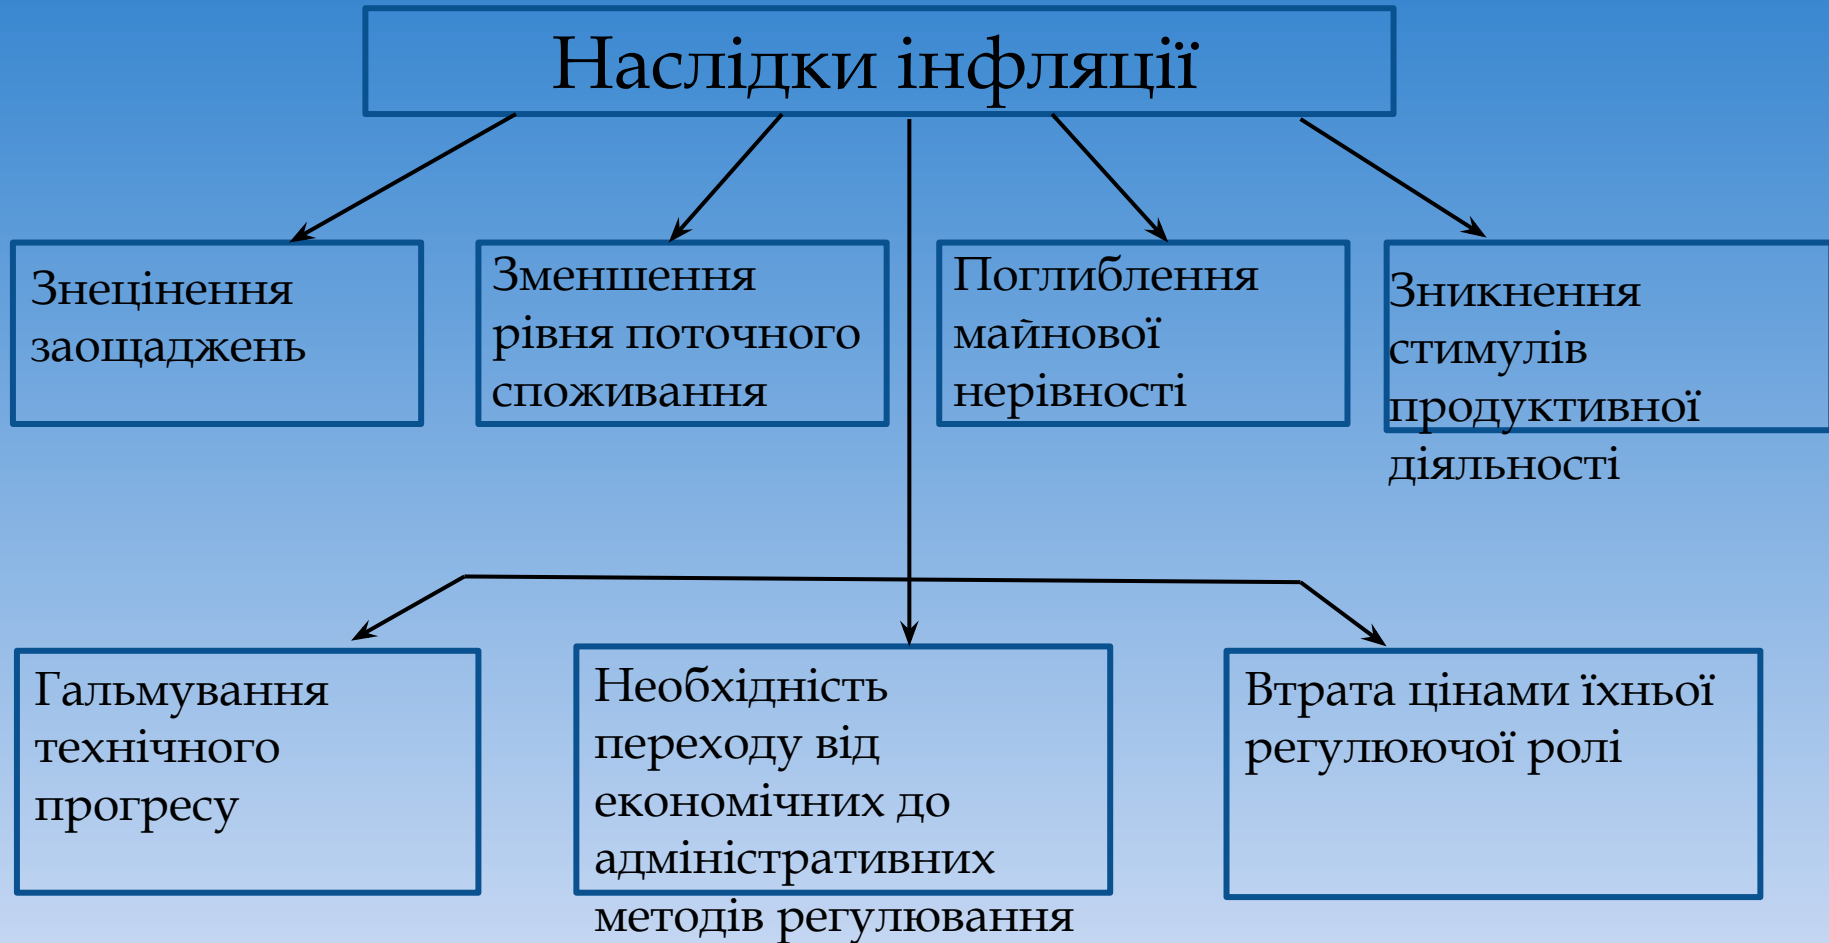 Наслідки інфляції
Знецінення
заощаджень
Зменшення
рівня поточного
споживання
Поглиблення
майнової
нерівності
Зникнення
стимулів
продуктивної
діяльності
Гальмування
технічного
прогресу
Необхідність
переходу від
економічних до
адміністративних
методів регулювання
Втрата цінами їхньої
регулюючої ролі